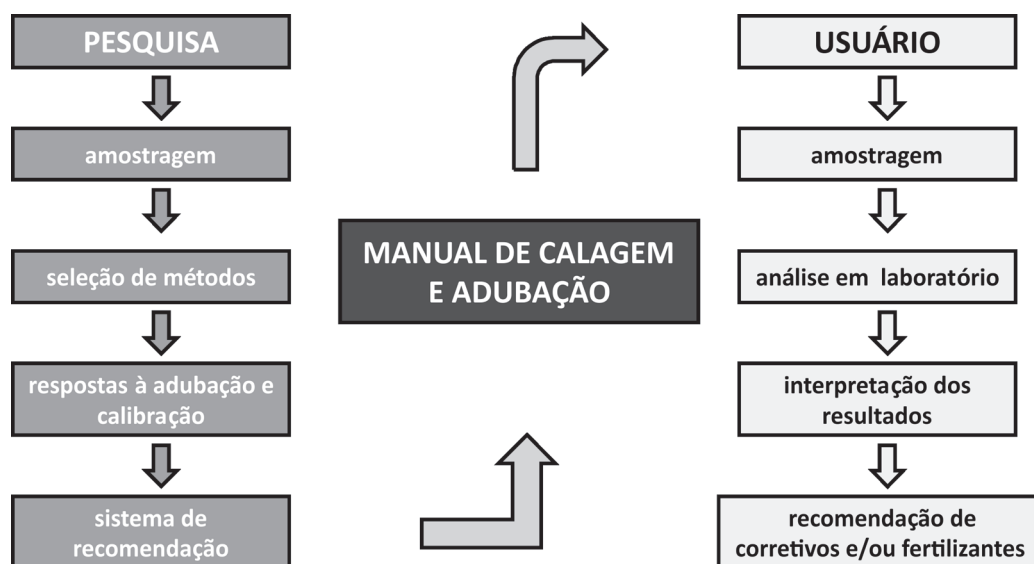 PESQUISA
amostragem
seleção de métodos
respostas à adubação e
calibração
sistema de
recomendação
MANUAL DE CALAGEM
E ADUBAÇÃO
USUÁRIO
amostragem
análise em laboratório
interpretação dos
resultados
recomendação de
corretivos e/ou fertilizantes